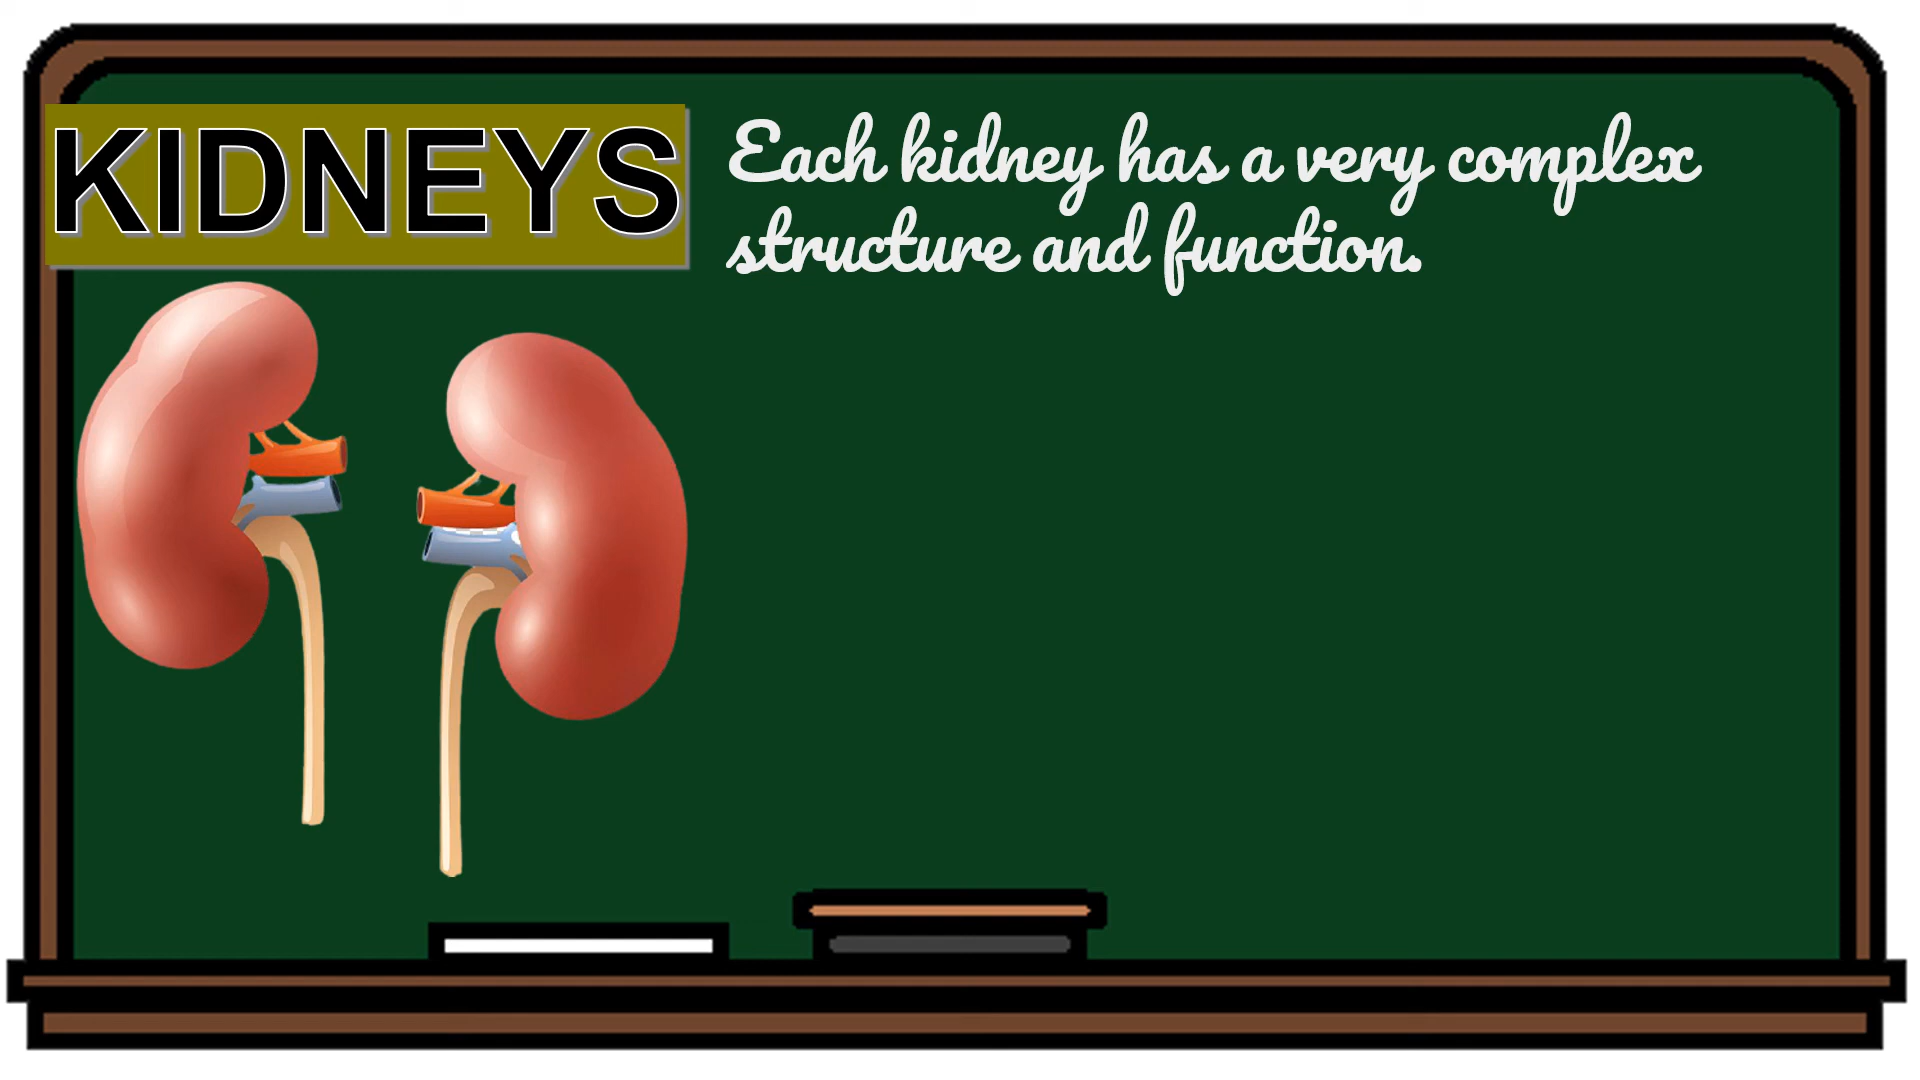 KIDNEYS
Each kidney has a very complex
structure and function.